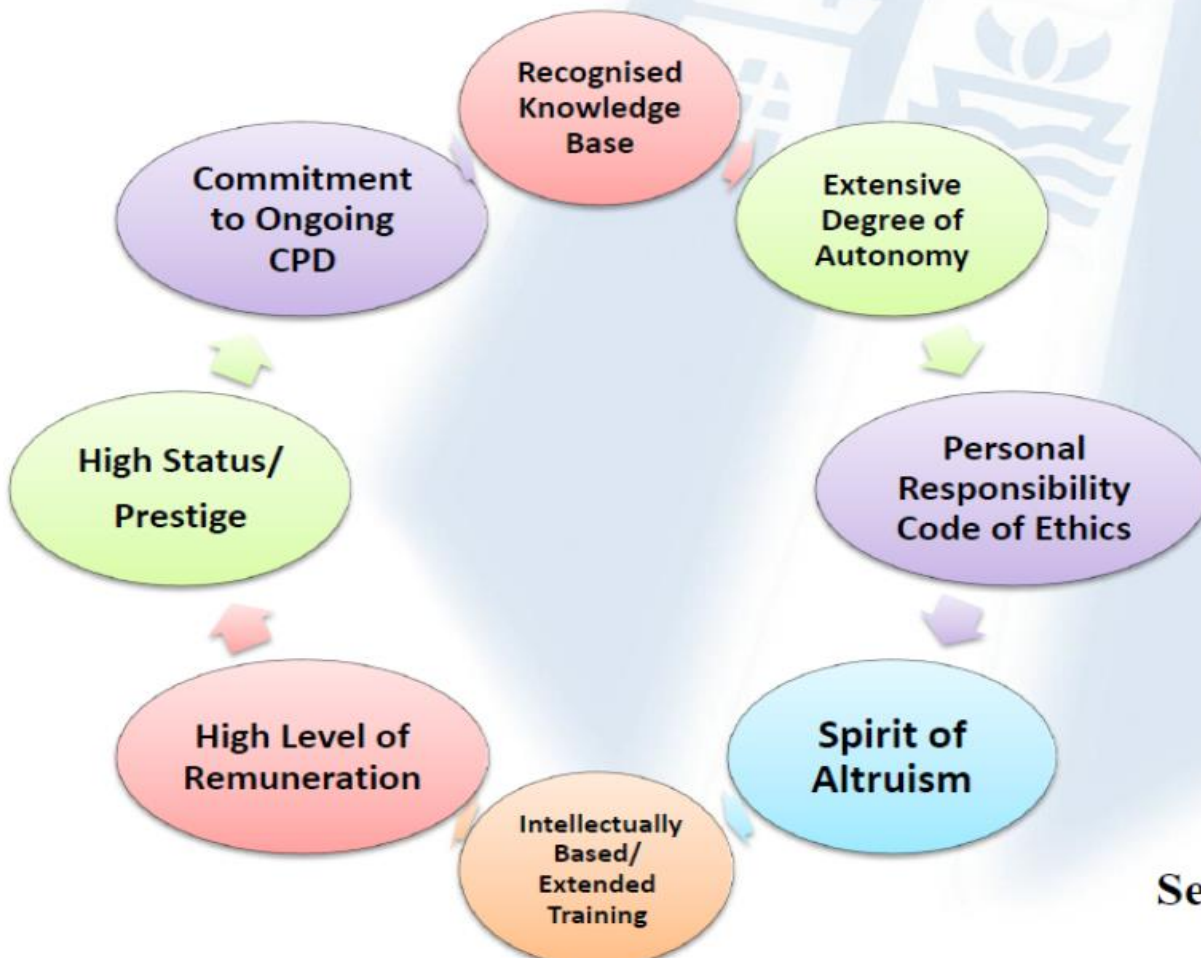 Recognised
Knowledge
Base
Extensive
Degree of
Autonomy
Personal
Responsibility
Code of Ethics
Spirit of
Altruism
Intellectually
Based/
Extended
Training
High Level of
Remuneration
High Status/
Prestige
Commitment
to Ongoing
CPD